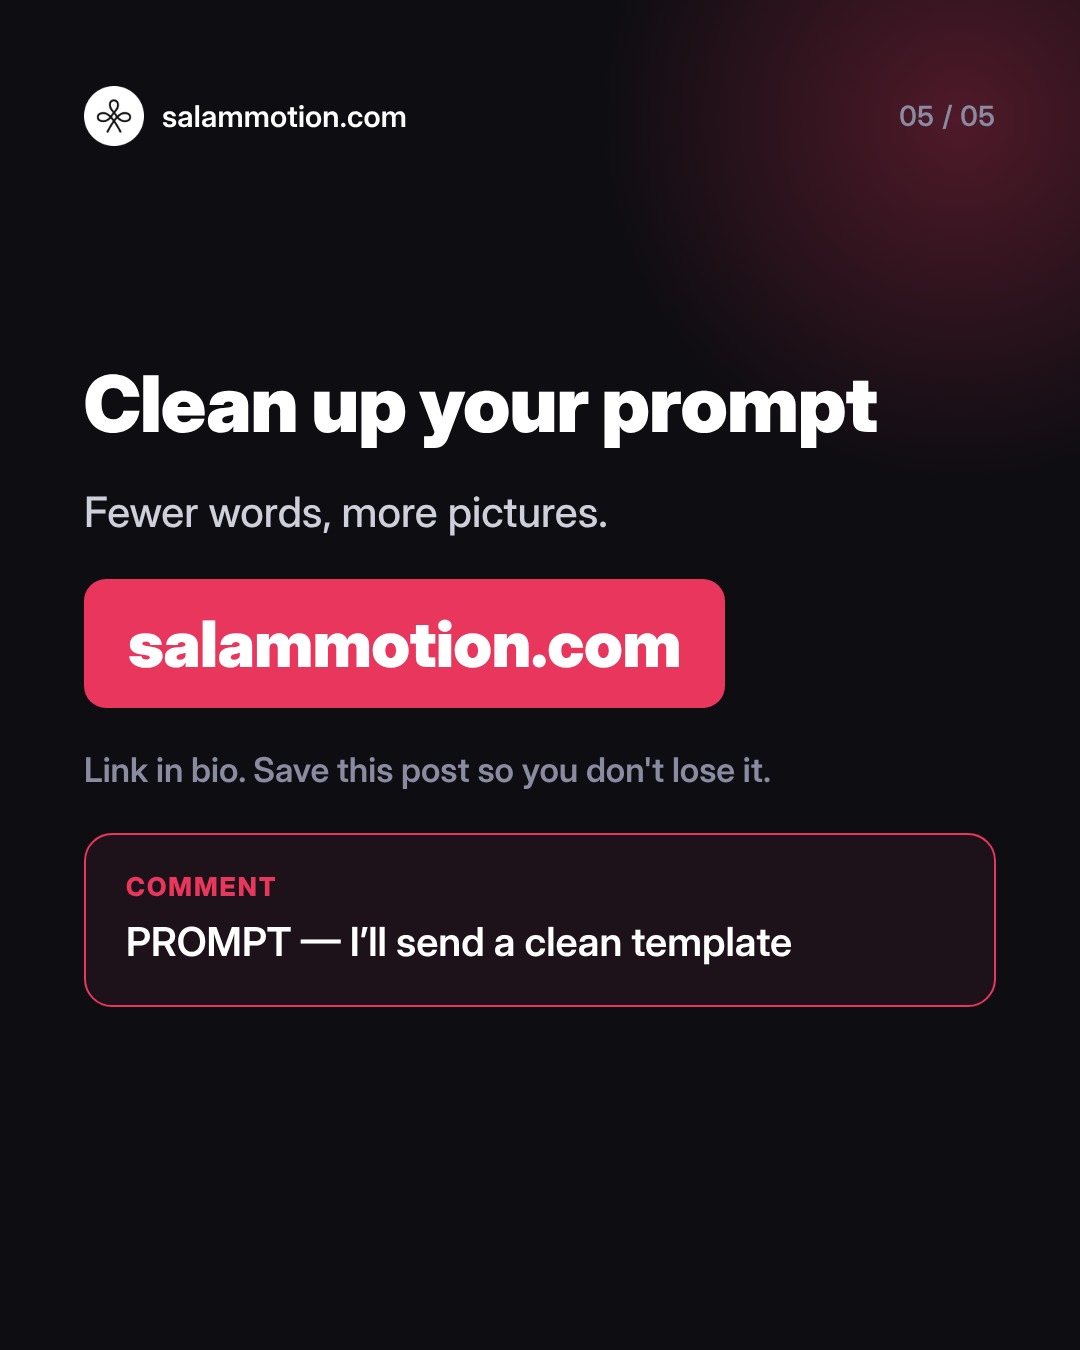 salammotion.com
05 / 05
Clean up your prompt
Fewer words, more pictures.
salammotion.com
Link in bio. Save this post so you don't lose it.
COMMENT
PROMPT — I’ll send a clean template